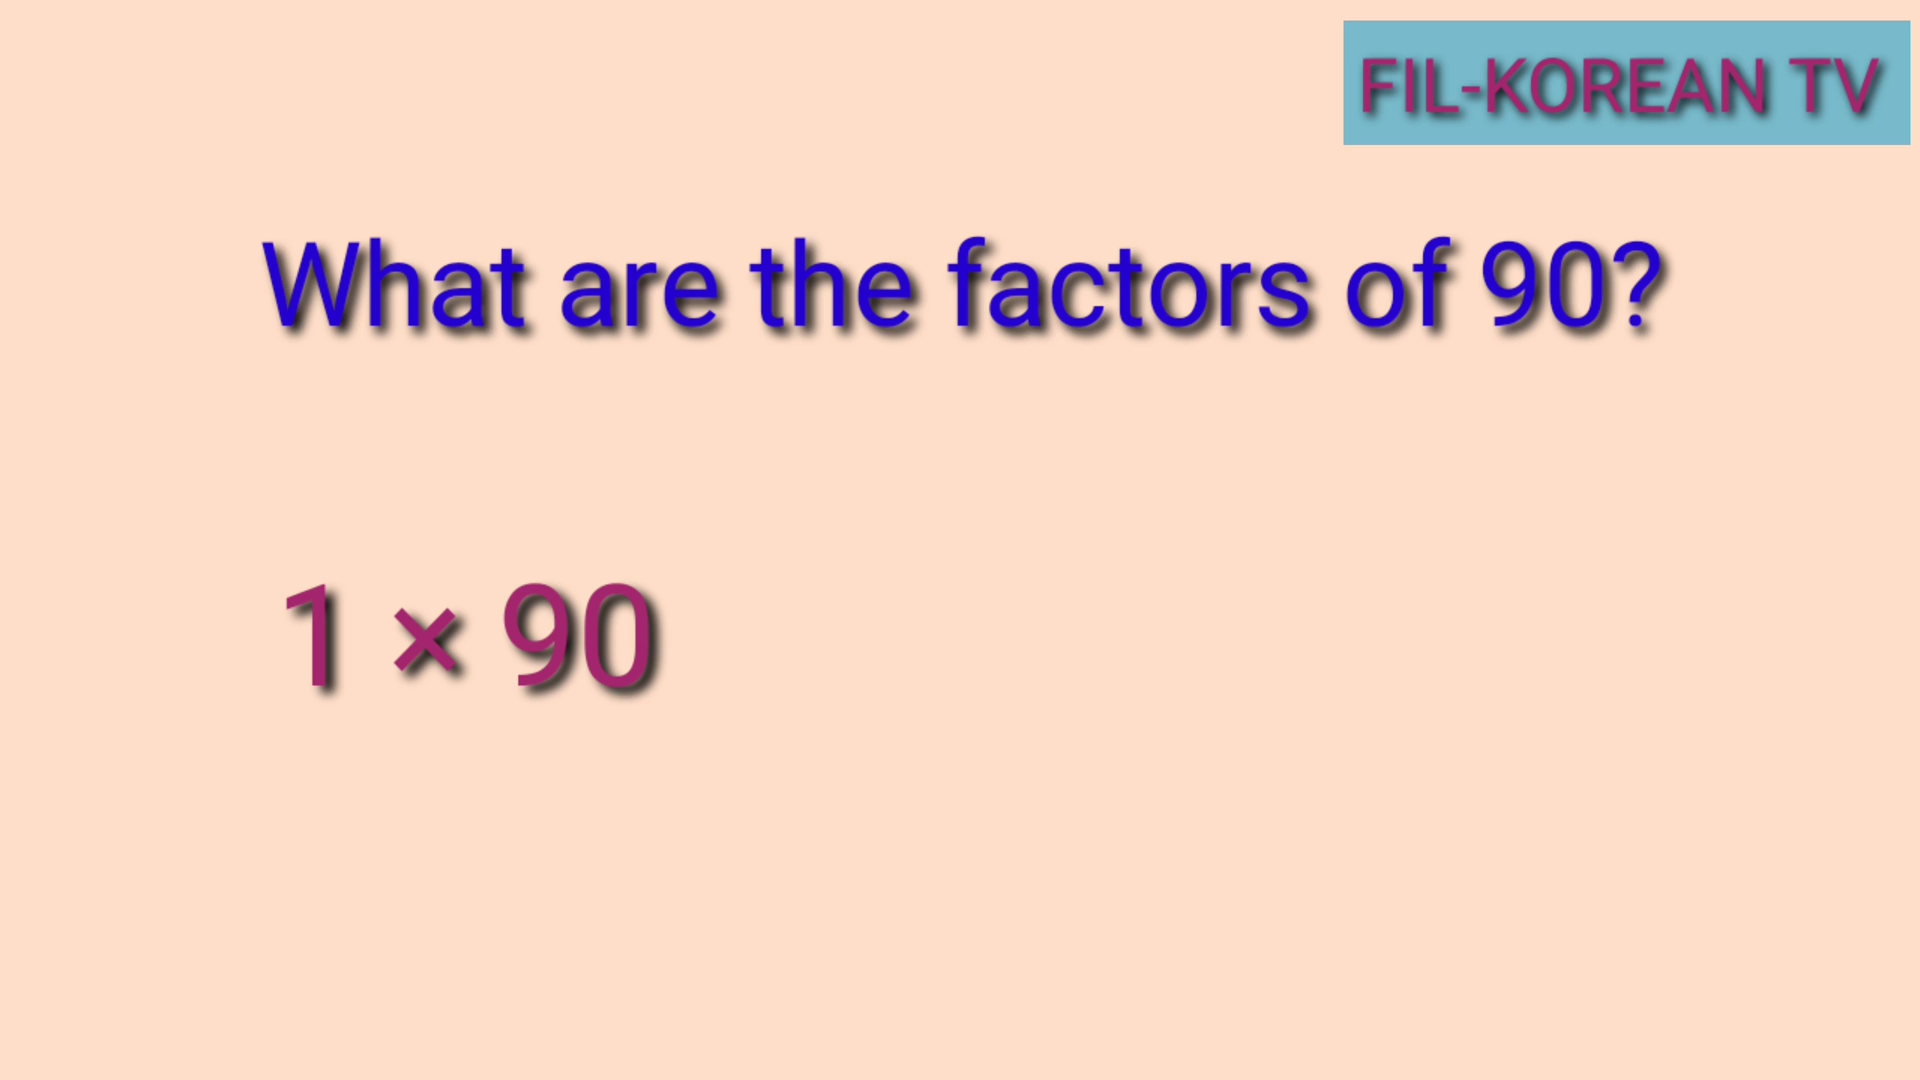 FIL-KOREAN TV
What are the factors of 90?
1 × 90